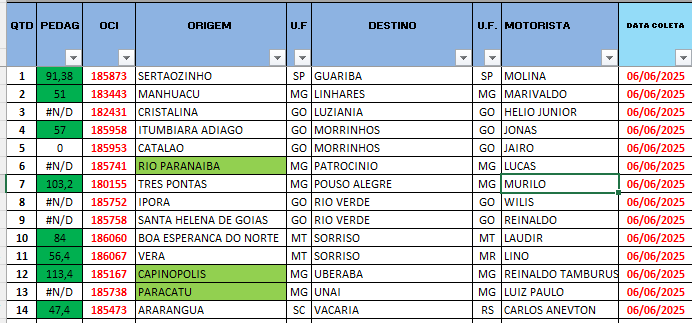 QTD PEDAG OCI ORIGEM U.F DESTINO U.F. MOTORISTA DATA COLETA
1 91,38 185873 SERTAOZINHO SP GUARIBA SP MOLINA 06/06/2025
2 51 183443 MANHUACU MG LINHARES MG MARIVALDO 06/06/2025
3 #N/D 182431 CRISTALINA GO LUZIANIA GO HELIO JUNIOR 06/06/2025
4 57 185958 ITUMBIARA ADIAGO GO MORRINHOS GO JONAS 06/06/2025
5 0 185953 CATALAO GO MORRINHOS GO JAIRO 06/06/2025
6 #N/D 185741 RIO PARANAIBA MG PATROCINIO MG LUCAS 06/06/2025
7 103,2 180155 TRES PONTAS MG POUSO ALEGRE MG MURILO 06/06/2025
8 #N/D 185752 IPORA GO RIO VERDE GO WILIS 06/06/2025
9 #N/D 185758 SANTA HELENA DE GOIAS GO RIO VERDE GO REINALDO 06/06/2025
10 84 186060 BOA ESPERANCA DO NORTE MT SORRISO MT LAUDIR 06/06/2025
11 56,4 186067 VERA MT SORRISO MR LINO 06/06/2025
12 113,4 185167 CAPINOPOLIS MG UBERABA MG REINALDO TAMBURUS 06/06/2025
13 #N/D 185738 PARACATU MG UNAI MG LUIZ PAULO 06/06/2025
14 47,4 185473 ARARANGUA SC VACARIA RS CARLOS ANEVTON 06/06/2025